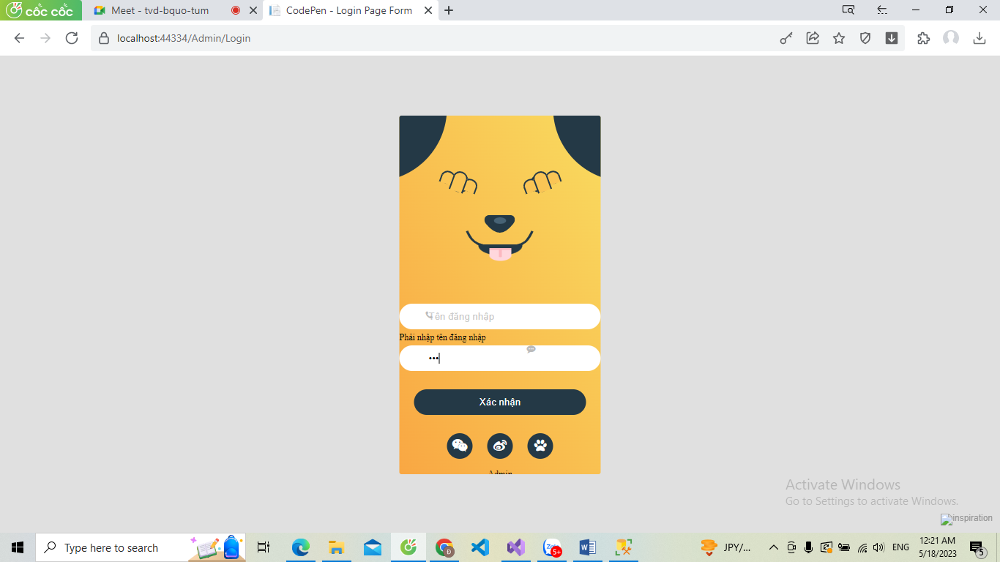 cốc cốc
Meet - tvd-bquo-tum
CodePen - Login Page Form
localhost:44334/Admin/Login
Tên đăng nhập
Phải nhập tên đăng nhập
Xác nhận
Admin
Activate Windows
Go to Settings to activate Windows.
inspiration
Type here to search
Đ
Zalo
5+
JPY/...
ENG
12:21 AM
5/18/2023
5